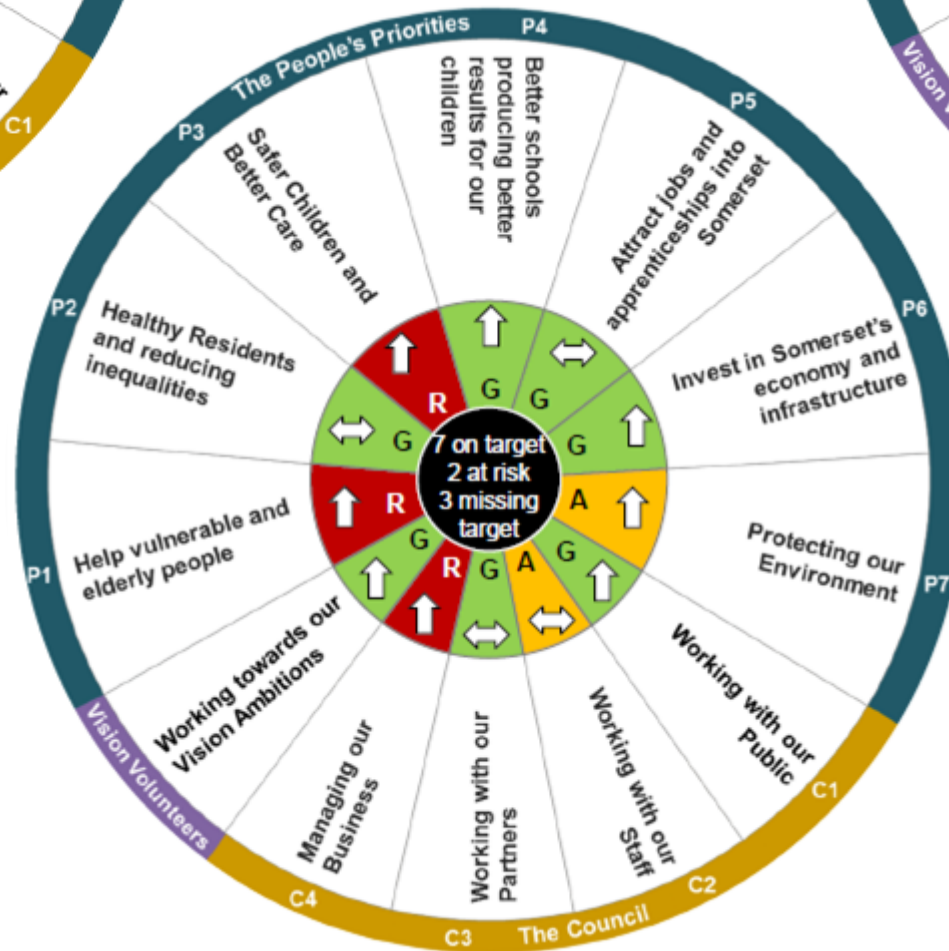 The People's Priorities
P4
Better schools
producing better
results for our
children
G
P5
Attract jobs and
apprenticeships into
Somerset
G
P6
Invest in Somerset's
economy and
infrastructure
G
P7
Protecting our
Environment
A
C1
Working with our
Public
G
C2
Working with our
Staff
A
The Council
C3
Working with our
Partners
G
C4
Managing our
Business
R
Vision Volunteers
Working towards our
Vision Ambitions
G
P1
Help vulnerable and
elderly people
R
P2
Healthy Residents
and reducing
inequalities
G
P3
Safer Children and
Better Care
R
7 on target
2 at risk
3 missing
target
C1
Vision